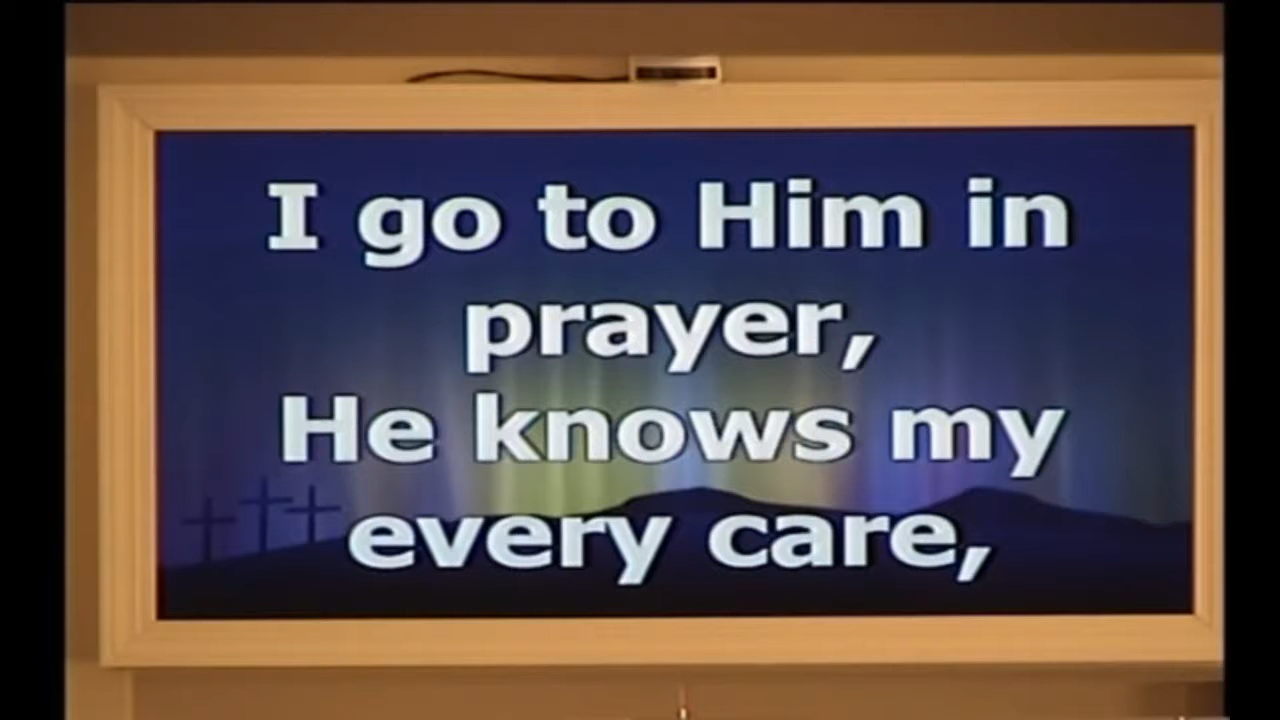 I go to Him in
prayer,
He knows my
every care,